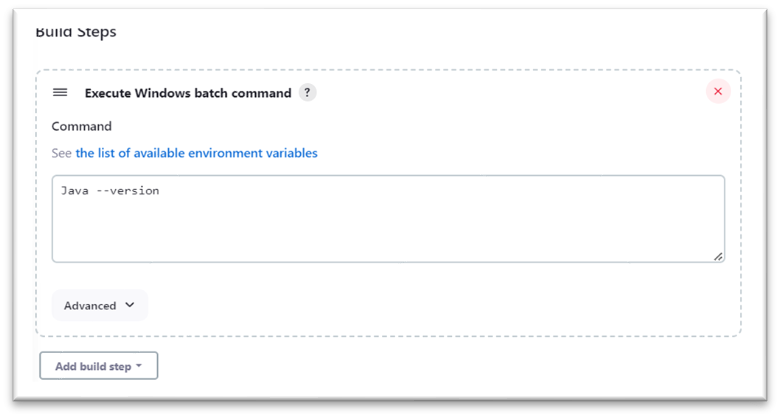 Build Steps
Execute Windows batch command ?
Command
See the list of available environment variables
Java --version
Advanced
Add build step